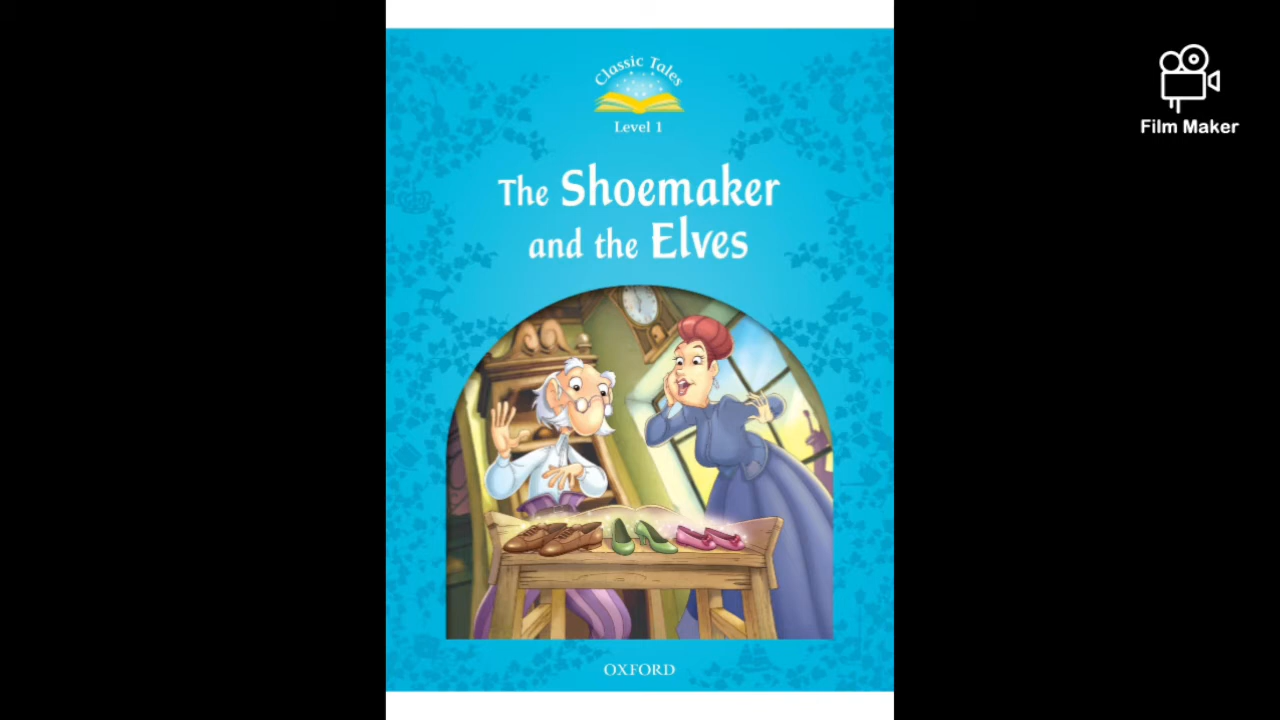 Classic Tales
Level 1
The Shoemaker
and the Elves
OXFORD
Film Maker